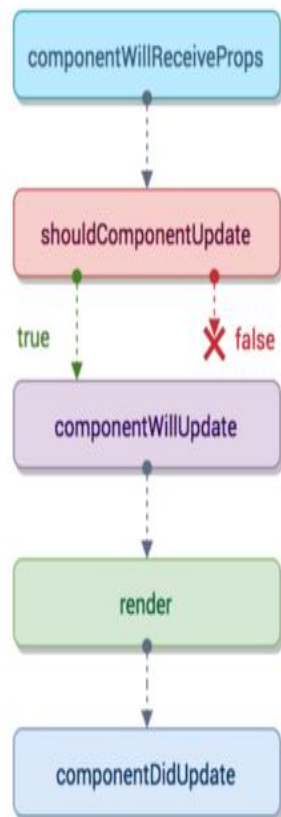 componentWillReceiveProps
shouldComponentUpdate
true
false
componentWillUpdate
render
componentDidUpdate